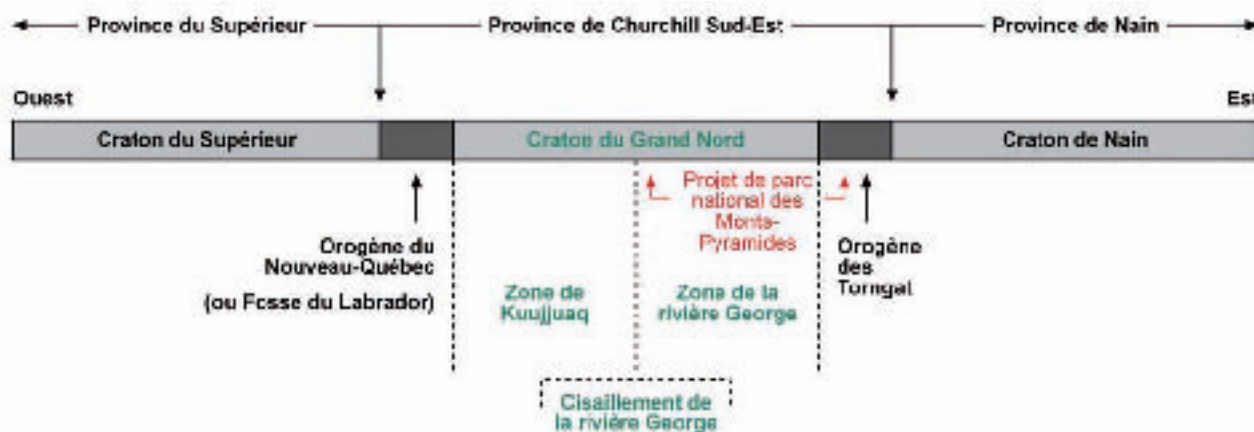 Province du Supérieur
Province de Churchill Sud-Est
Province de Nain
Ouest
Est
Craton du Supérieur
Craton du Grand Nord
Craton de Nain
Projet de parc
national des
Monts-
Pyramides
Orogène du
Nouveau-Québec
(ou Fosse du Labrador)
Orogène
des
Torngat
Zone de
Kuujjuaq
Zone de la
rivière George
Cisaillement de
la rivière George